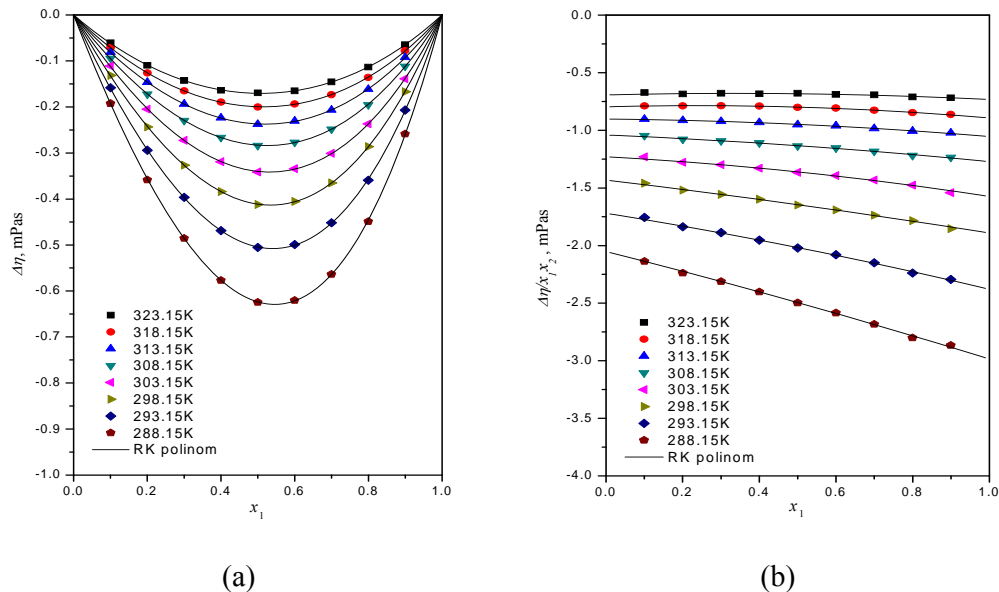 0.0
-0.1
-0.2
-0.3
-0.4
-0.5
-0.6
-0.7
-0.8
-0.9
-1.0
Δη, mPas
323.15K
318.15K
313.15K
308.15K
303.15K
298.15K
293.15K
288.15K
RK polinom
0.0 0.2 0.4 0.6 0.8 1.0
x₁
(a)
0.0
-0.5
-1.0
-1.5
-2.0
-2.5
-3.0
-3.5
-4.0
Δη/x₁x₂, mPas
323.15K
318.15K
313.15K
308.15K
303.15K
298.15K
293.15K
288.15K
RK polinom
0.0 0.2 0.4 0.6 0.8 1.0
x₁
(b)